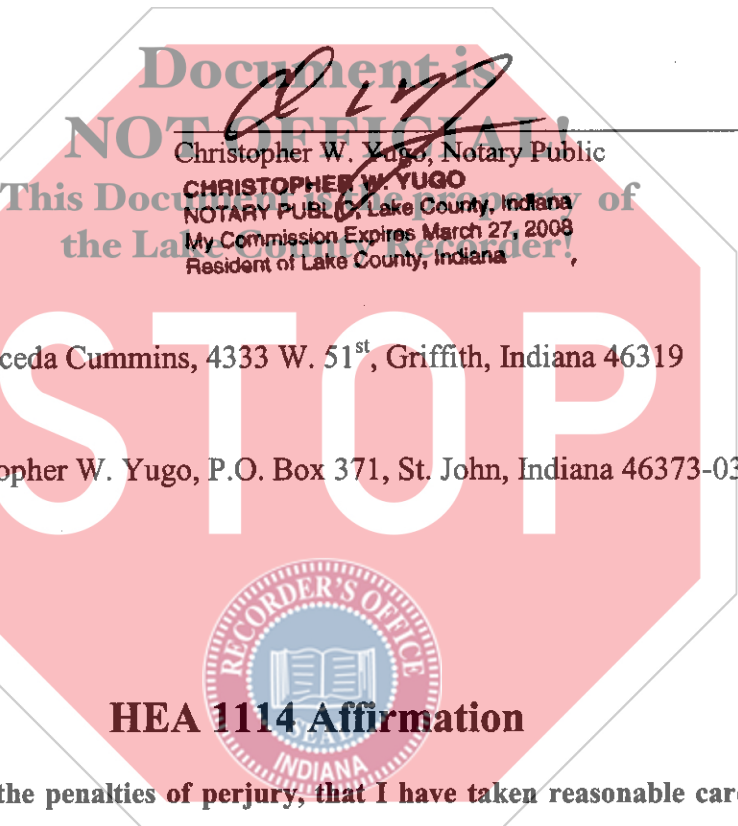 Document is
NOT OFFICIAL!
This Document is the property of
the Lake County Recorder!
Christopher W. Yugo, Notary Public
CHRISTOPHER W. YUGO
NOTARY PUBLIC, Lake County, Indiana
My Commission Expires March 27, 2008
Resident of Lake County, Indiana
STOP
ceda Cummins, 4333 W. 51st, Griffith, Indiana 46319
opher W. Yugo, P.O. Box 371, St. John, Indiana 46373-03
RECORDER'S OFFICE
SEAL
INDIANA
HEA 1114 Affirmation
the penalties of perjury, that I have taken reasonable car